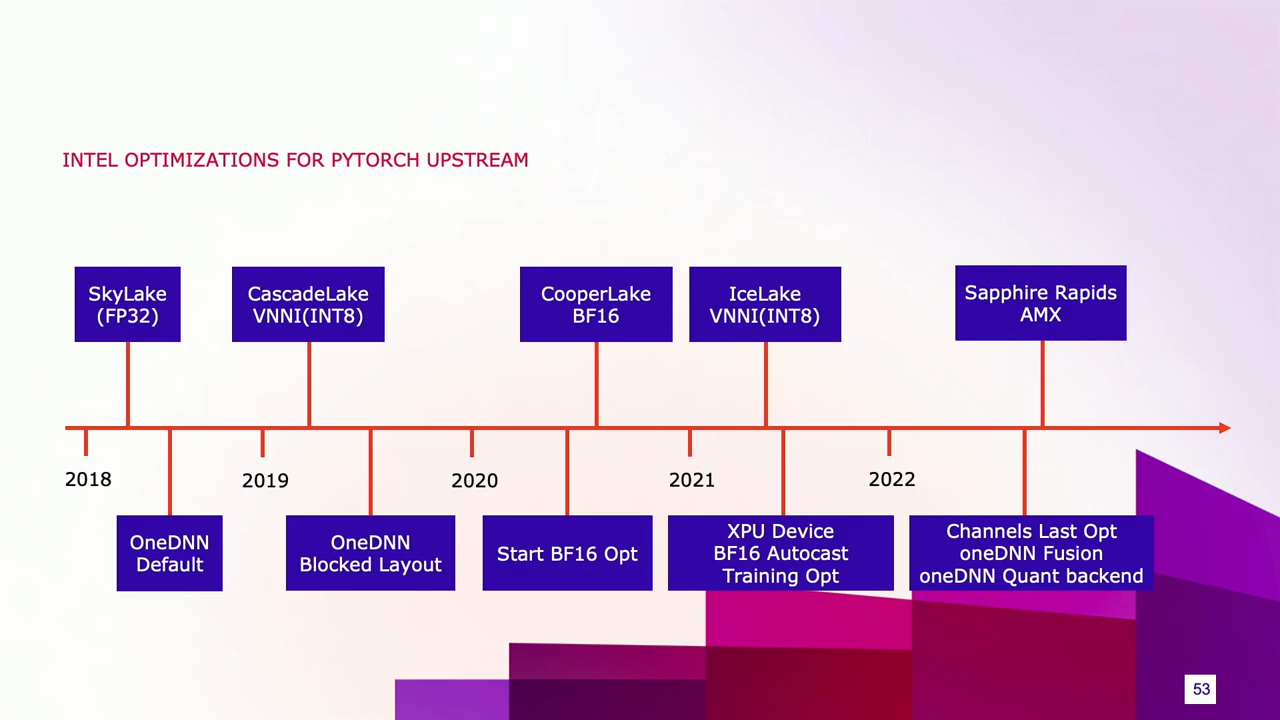 INTEL OPTIMIZATIONS FOR PYTORCH UPSTREAM
SkyLake
(FP32)
CascadeLake
VNNI(INT8)
CooperLake
BF16
IceLake
VNNI(INT8)
Sapphire Rapids
AMX
2018
2019
2020
2021
2022
OneDNN
Default
OneDNN
Blocked Layout
Start BF16 Opt
XPU Device
BF16 Autocast
Training Opt
Channels Last Opt
oneDNN Fusion
oneDNN Quant backend
53